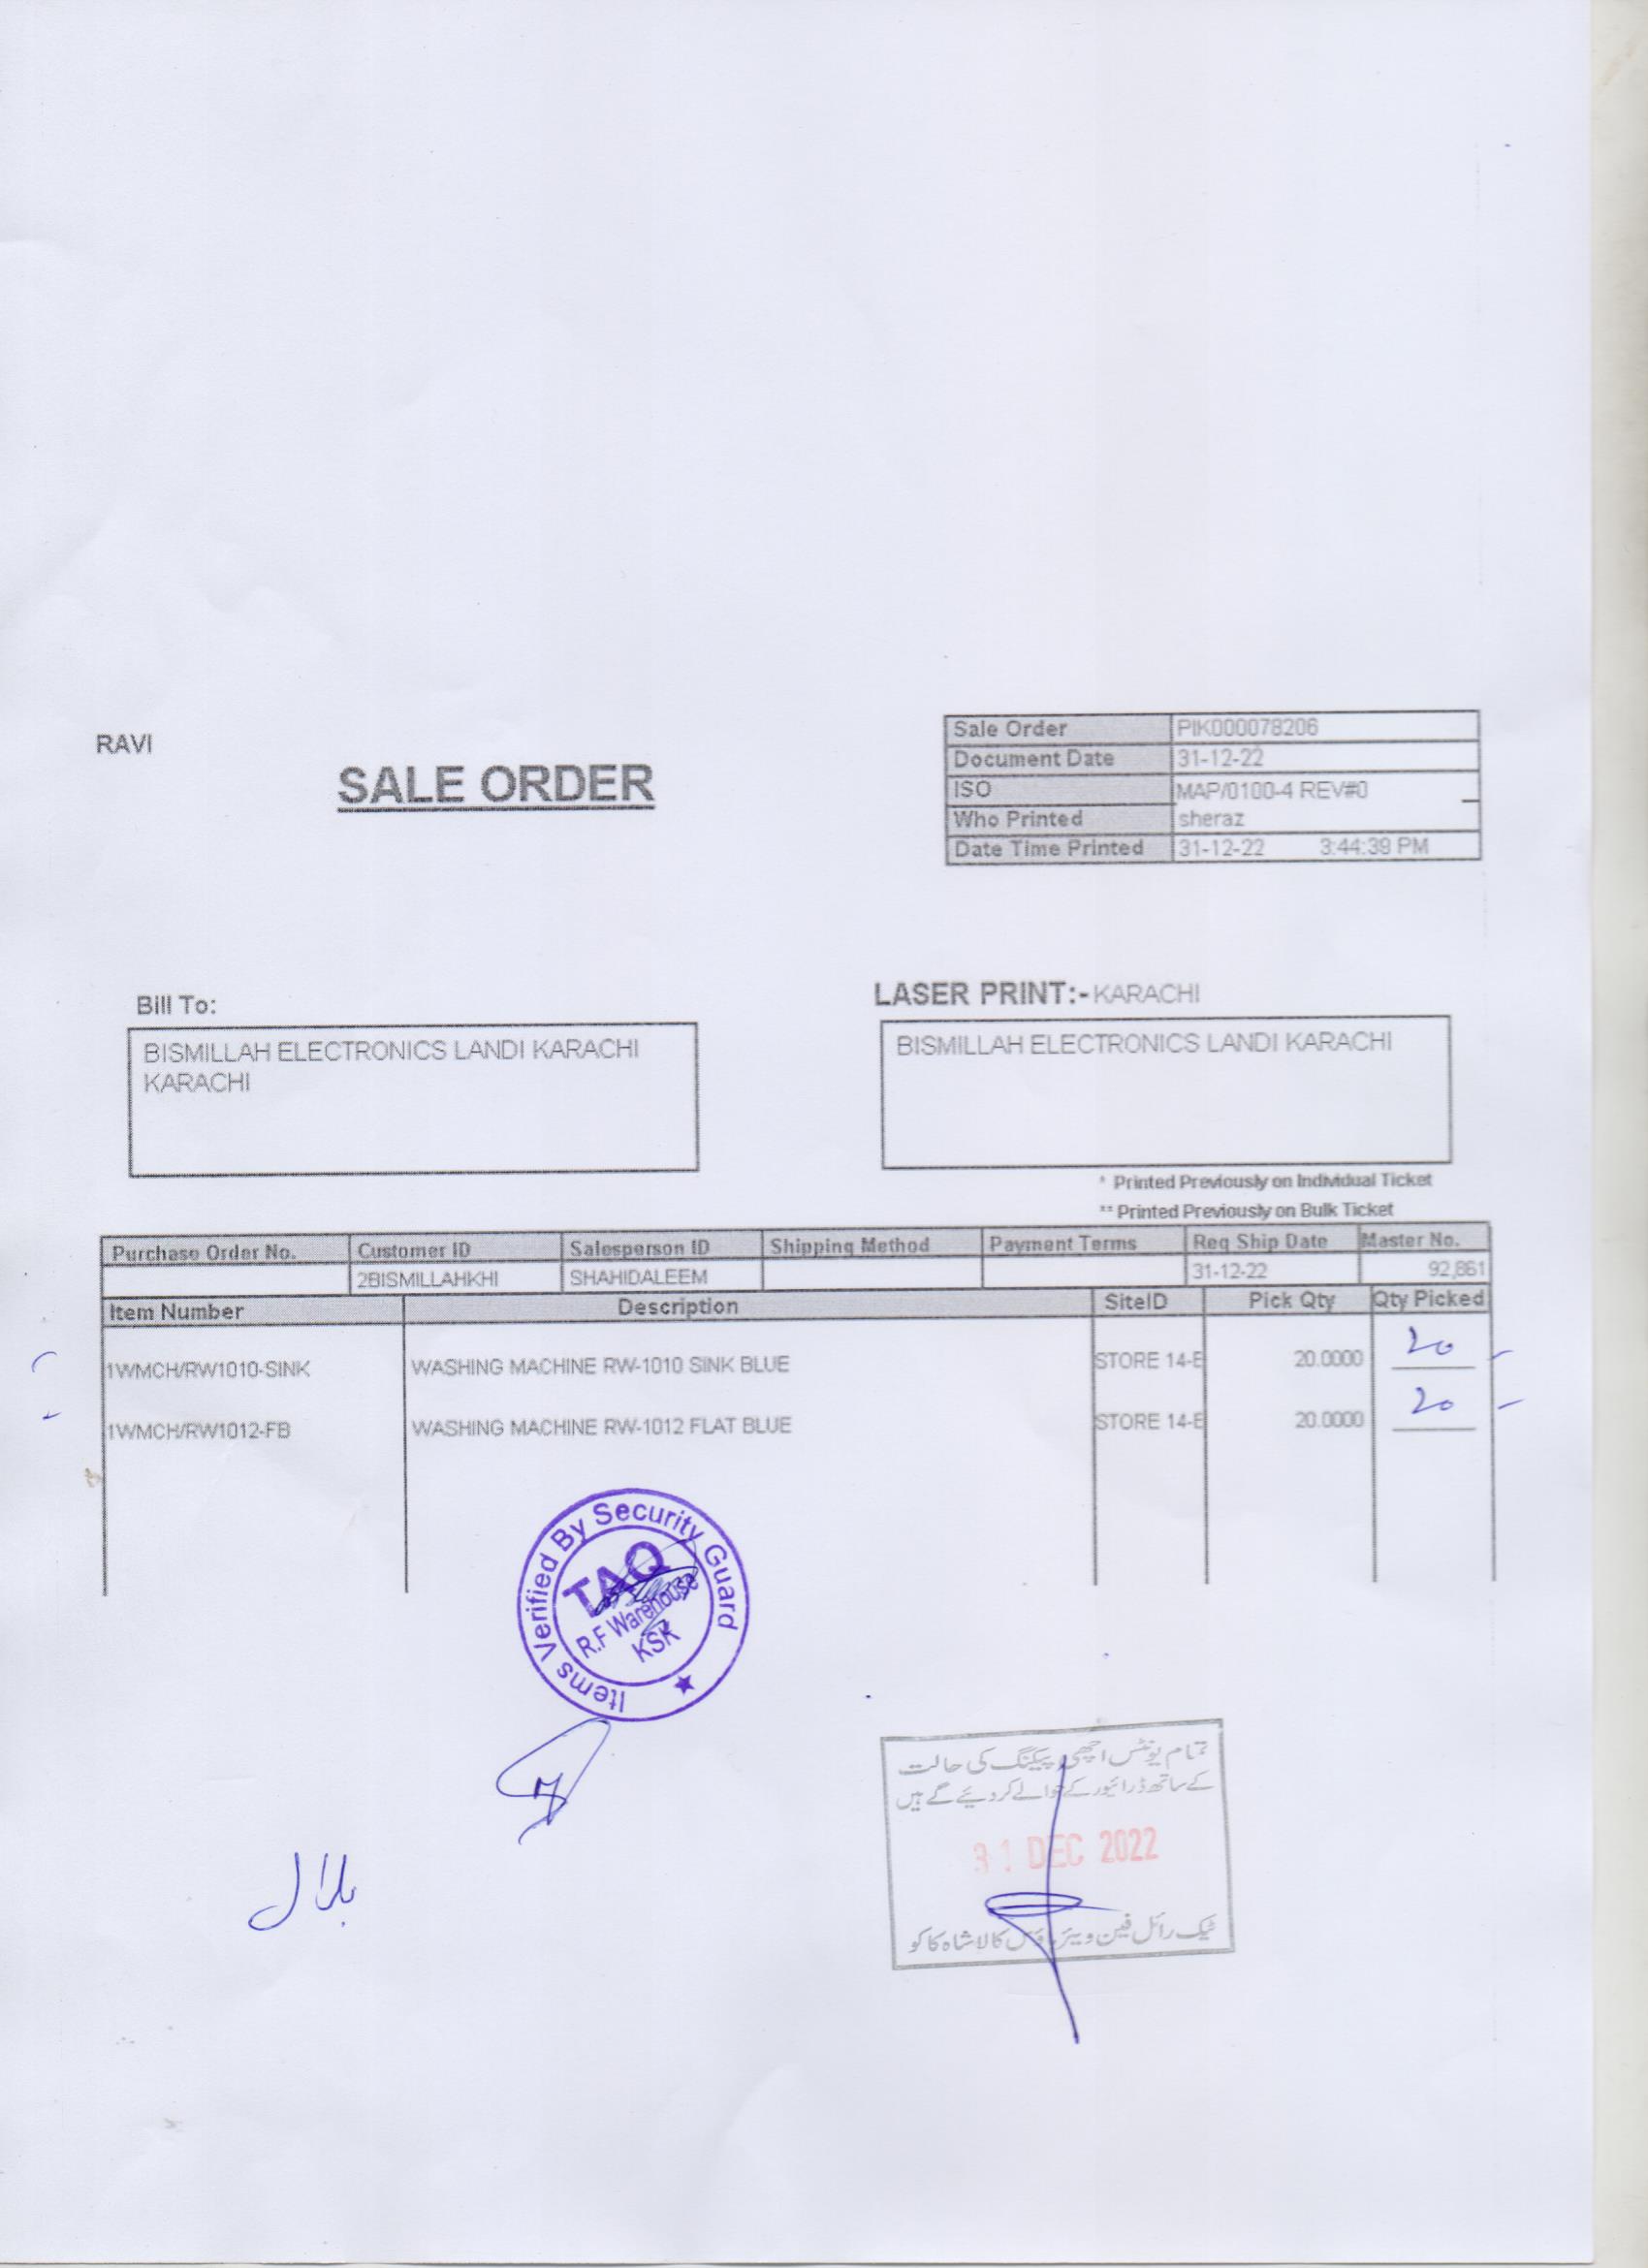 RAVI
SALE ORDER
Sale Order PIK000078206
Document Date 31-12-22
ISO MAP/0100-4 REV#0
Who Printed sheraz
Date Time Printed 31-12-22 3:44:39 PM
Bill To:
BISMILLAH ELECTRONICS LANDI KARACHI
KARACHI
LASER PRINT:- KARACHI
BISMILLAH ELECTRONICS LANDI KARACHI
* Printed Previously on Individual Ticket
** Printed Previously on Bulk Ticket
Purchase Order No. Customer ID Salesperson ID Shipping Method Payment Terms Req Ship Date Master No.
2BISMILLAHKHI SHAHIDALEEM 31-12-22 92,861
Item Number Description SiteID Pick Qty Qty Picked
1WMCH/RW1010-SINK WASHING MACHINE RW-1010 SINK BLUE STORE 14-E 20.0000 20
1WMCH/RW1012-FB WASHING MACHINE RW-1012 FLAT BLUE STORE 14-E 20.0000 20
Items Verified By Security Guard
TAQ
R.F Warehouse
KSK
تمام یونٹس اچھی پیکنگ کی حالت
کے ساتھ ڈرائیور کے حوالے کر دیئے گے ہیں
31 DEC 2022
ٹیک رائل فین ویئر ہاؤس کالا شاہ کاکو
بلال